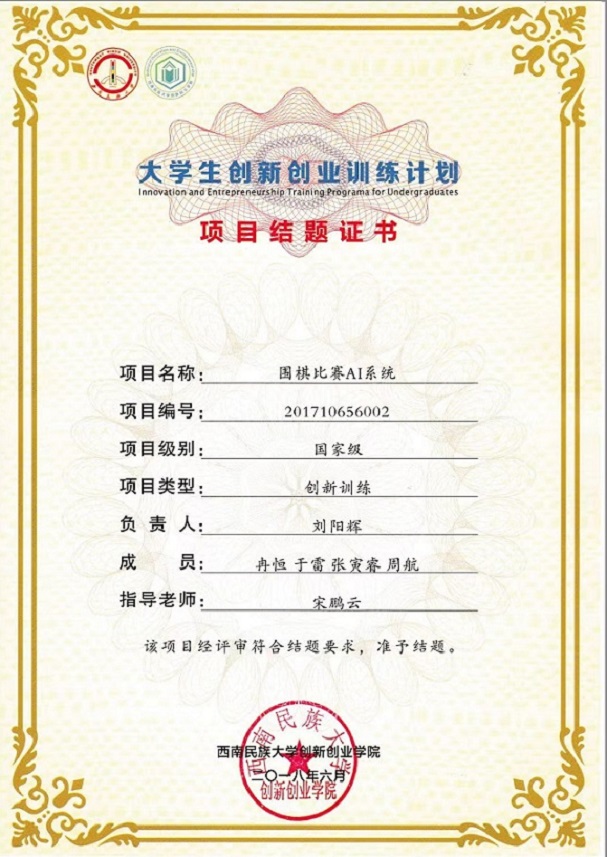 大学生创新创业训练计划
Innovation and Entrepreneurship Training Programa for Undergraduates
项目结题证书
项目名称：围棋比赛AI系统
项目编号：201710656002
项目级别：国家级
项目类型：创新训练
负责人：刘阳辉
成员：冉恒 于雷 张寅睿 周航
指导老师：宋鹏云
该项目经评审符合结题要求，准予结题。
西南民族大学
西南民族大学创新创业学院
二〇一八年六月
创新创业学院